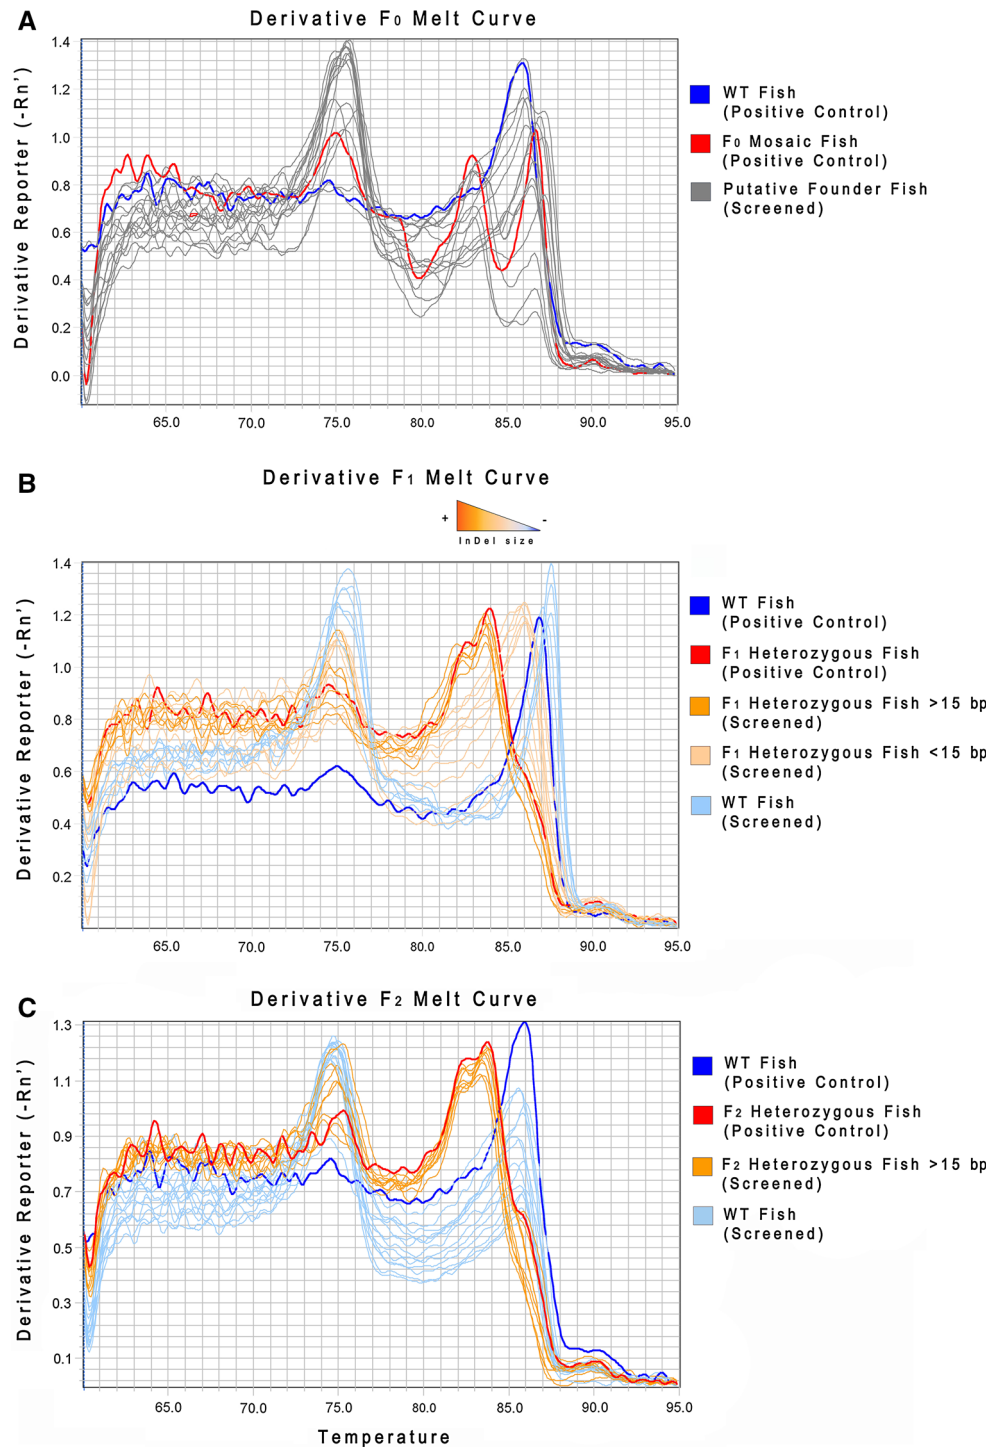 A
Derivative F0 Melt Curve
Derivative Reporter (-Rn')
1.4
1.2
1.0
0.8
0.6
0.4
0.2
0.0
65.0
70.0
75.0
80.0
85.0
90.0
95.0
WT Fish
(Positive Control)
F0 Mosaic Fish
(Positive Control)
Putative Founder Fish
(Screened)
B
Derivative F1 Melt Curve
+
-
InDel size
Derivative Reporter (-Rn')
1.4
1.2
1.0
0.8
0.6
0.4
0.2
65.0
70.0
75.0
80.0
85.0
90.0
95.0
WT Fish
(Positive Control)
F1 Heterozygous Fish
(Positive Control)
F1 Heterozygous Fish >15 bp
(Screened)
F1 Heterozygous Fish <15 bp
(Screened)
WT Fish
(Screened)
C
Derivative F2 Melt Curve
Derivative Reporter (-Rn')
1.3
1.1
0.9
0.7
0.5
0.3
0.1
65.0
70.0
75.0
80.0
85.0
90.0
95.0
Temperature
WT Fish
(Positive Control)
F2 Heterozygous Fish
(Positive Control)
F2 Heterozygous Fish >15 bp
(Screened)
WT Fish
(Screened)